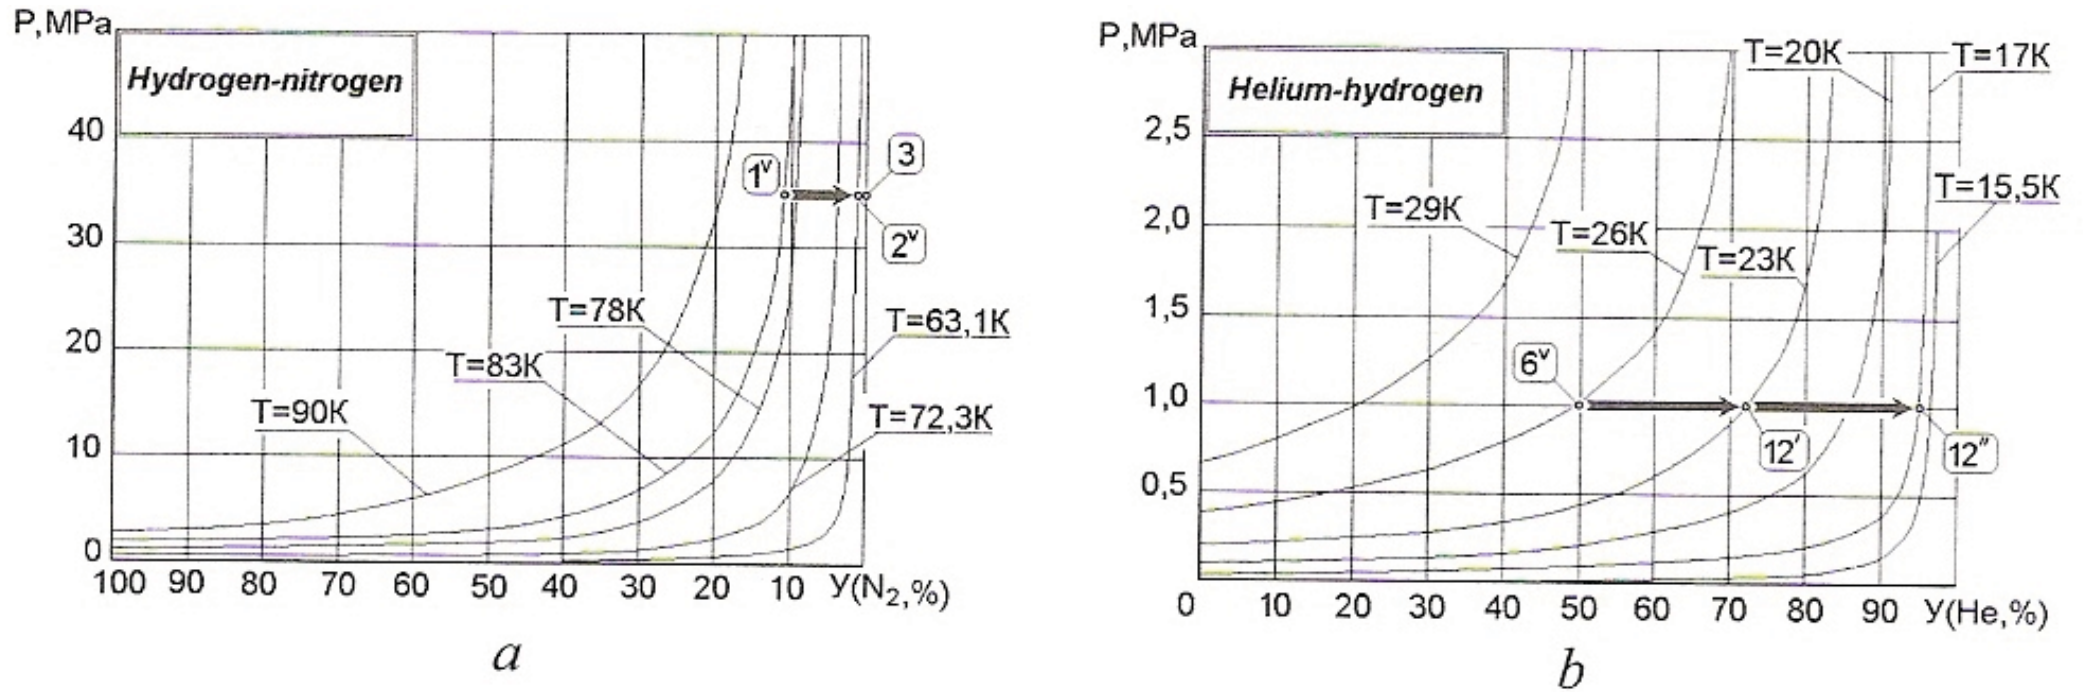 P,MPa
Hydrogen-nitrogen
40
30
20
10
0
1v
3
2v
T=78K
T=83K
T=90K
T=63,1K
T=72,3K
100 90 80 70 60 50 40 30 20 10 У(N2,%)
a
P,MPa
Helium-hydrogen
2,5
2,0
1,5
1,0
0,5
T=20K
T=17K
T=15,5K
T=29K
T=26K
T=23K
6v
12′
12″
0 10 20 30 40 50 60 70 80 90 У(He,%)
b